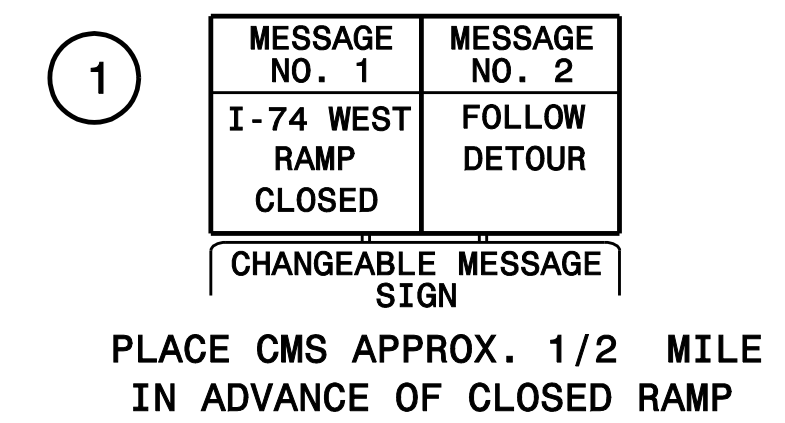 1
MESSAGE
NO. 1
MESSAGE
NO. 2
I-74 WEST
RAMP
CLOSED
FOLLOW
DETOUR
CHANGEABLE MESSAGE
SIGN
PLACE CMS APPROX. 1/2 MILE
IN ADVANCE OF CLOSED RAMP